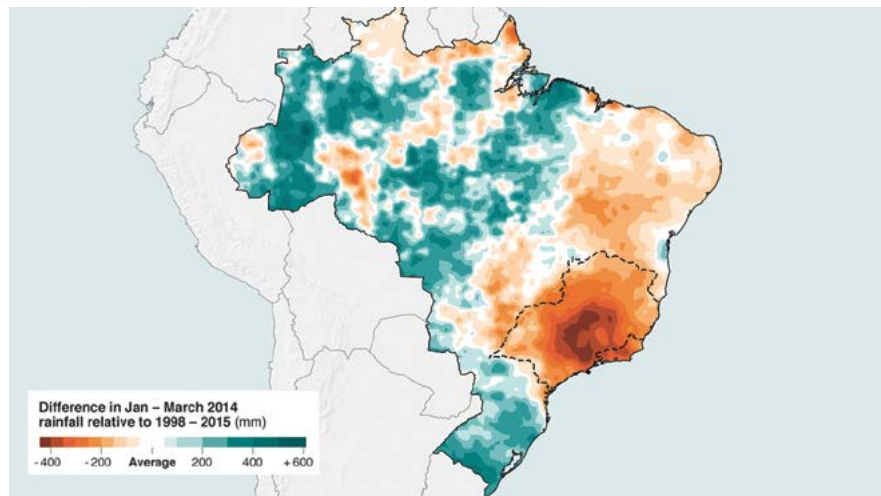 Difference in Jan – March 2014
rainfall relative to 1998 – 2015 (mm)
-400 -200 Average 200 400 +600